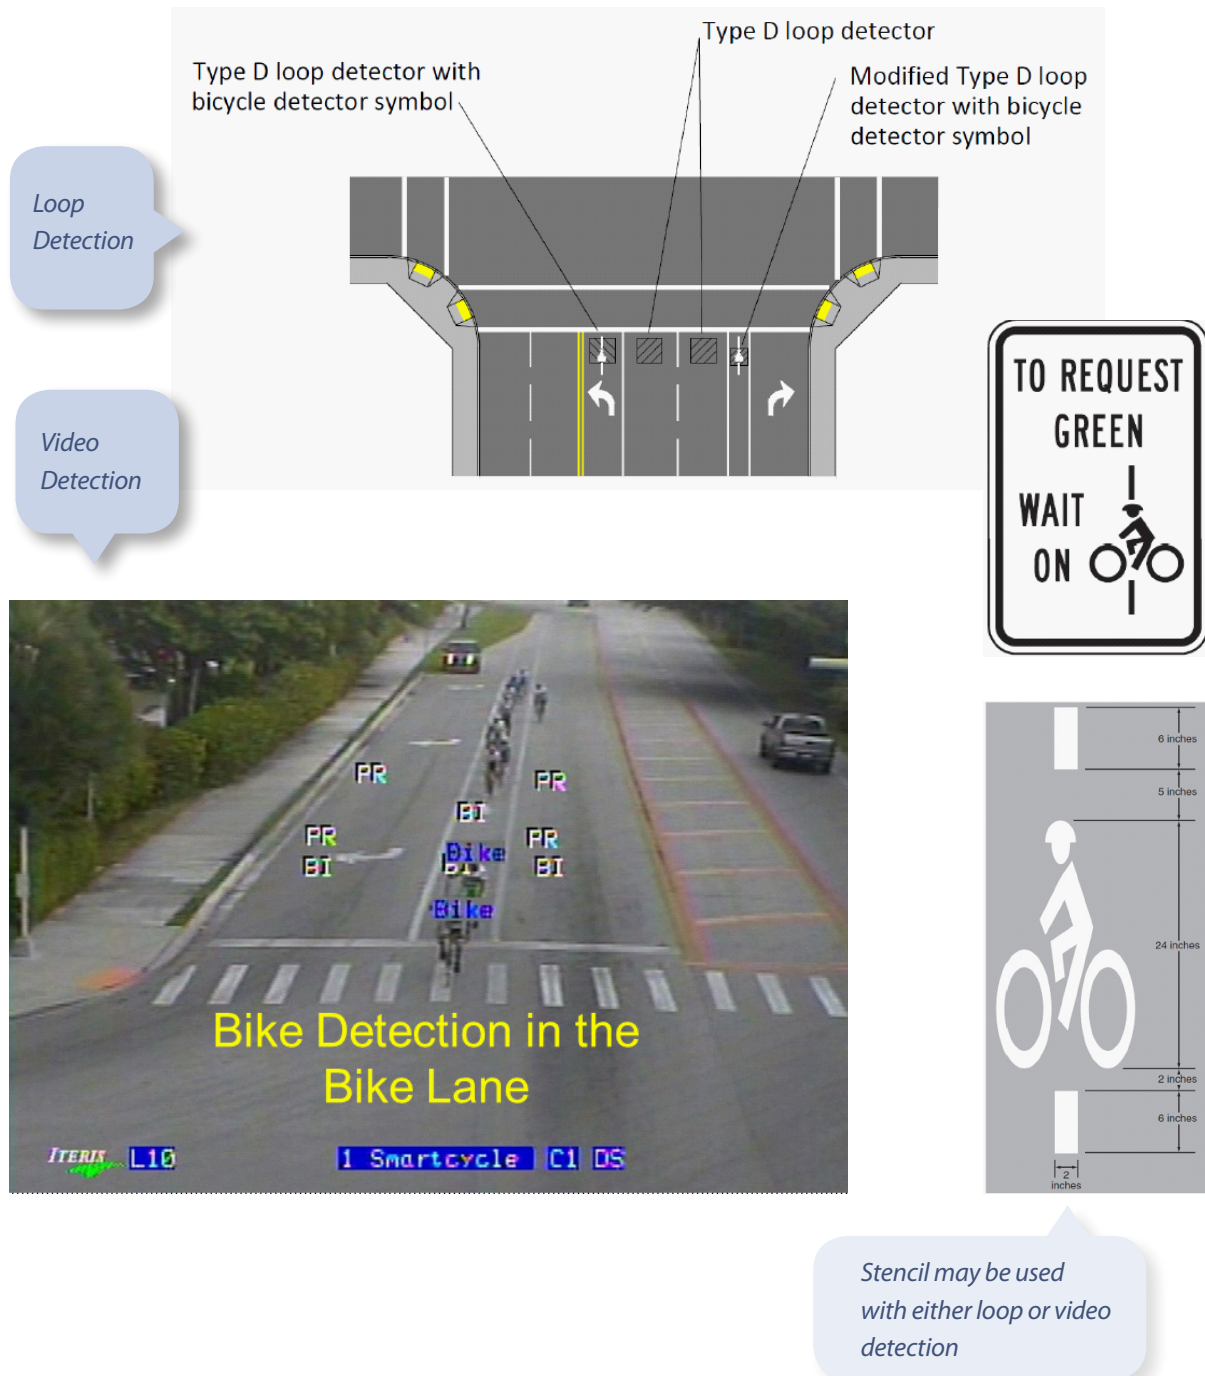 Type D loop detector
Type D loop detector with
bicycle detector symbol
Modified Type D loop
detector with bicycle
detector symbol
Loop
Detection
Video
Detection
TO REQUEST
GREEN
WAIT
ON
PR
PR
BI
PR
PR
BI
Bike
BI
BI
Bike
Bike Detection in the
Bike Lane
ITERIS L10 1 Smartcycle C1 DS
6 inches
5 inches
24 inches
2 inches
6 inches
2
inches
Stencil may be used
with either loop or video
detection